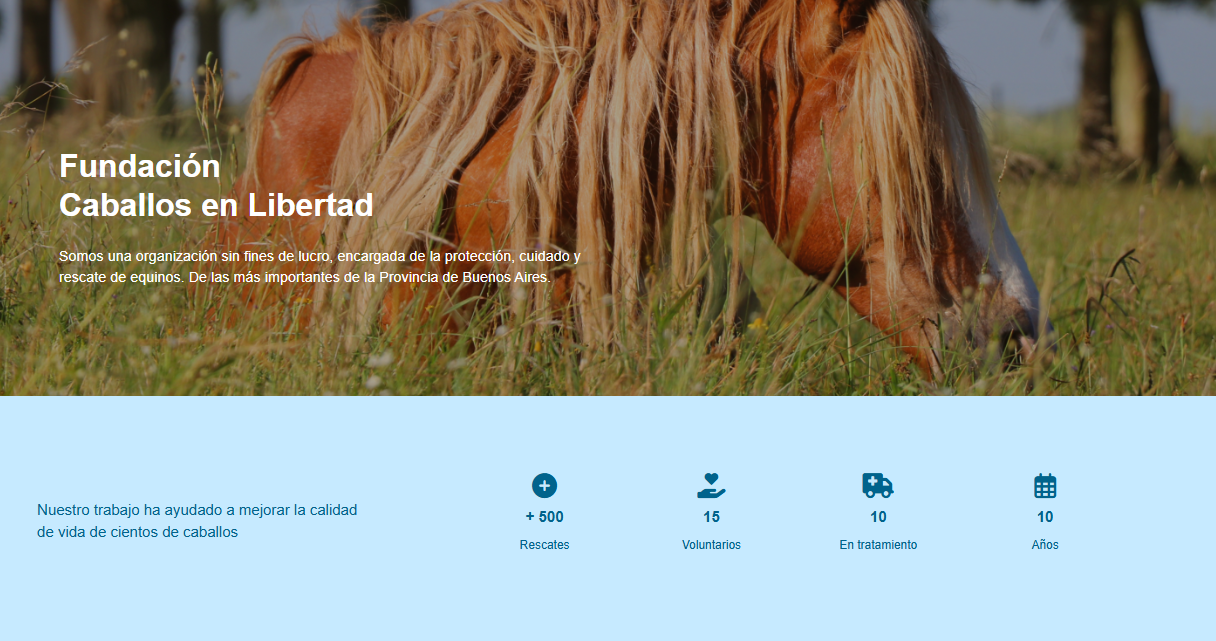 Fundación
Caballos en Libertad
Somos una organización sin fines de lucro, encargada de la protección, cuidado y
rescate de equinos. De las más importantes de la Provincia de Buenos Aires.
Nuestro trabajo ha ayudado a mejorar la calidad
de vida de cientos de caballos
+ 500
Rescates
15
Voluntarios
10
En tratamiento
10
Años